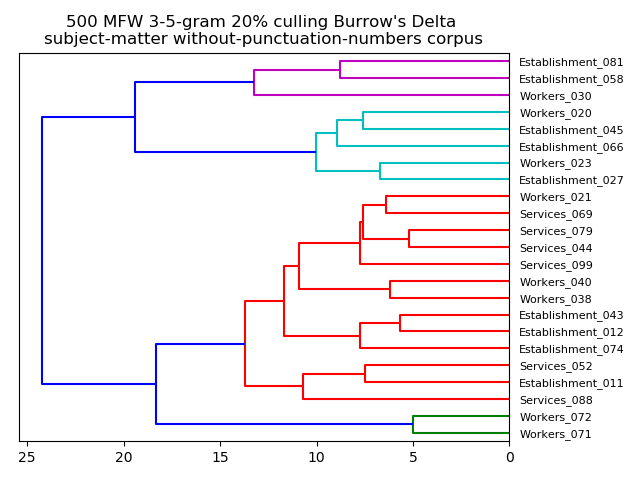 500 MFW 3-5-gram 20% culling Burrow's Delta
subject-matter without-punctuation-numbers corpus
Establishment_081
Establishment_058
Workers_030
Workers_020
Establishment_045
Establishment_066
Workers_023
Establishment_027
Workers_021
Services_069
Services_079
Services_044
Services_099
Workers_040
Workers_038
Establishment_043
Establishment_012
Establishment_074
Services_052
Establishment_011
Services_088
Workers_072
Workers_071
25 20 15 10 5 0